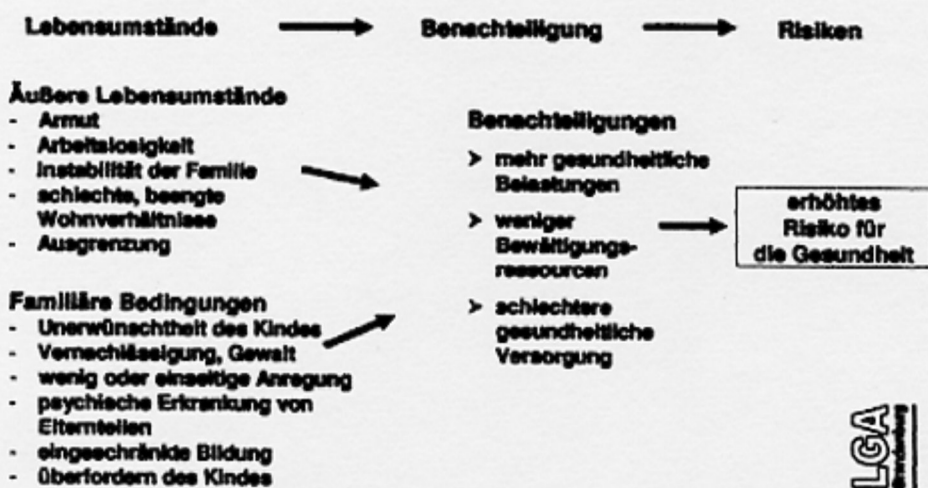 Lebensumstände
Benachteiligung
Risiken
Äußere Lebensumstände
- Armut
- Arbeitslosigkeit
- Instabilität der Familie
- schlechte, beengte
Wohnverhältnisse
- Ausgrenzung
Familiäre Bedingungen
- Unerwünschtheit des Kindes
- Vernachlässigung, Gewalt
- wenig oder einseitige Anregung
- psychische Erkrankung von
Elternteilen
- eingeschränkte Bildung
- überfordern des Kindes
Benachteiligungen
> mehr gesundheitliche
Belastungen
> weniger
Bewältigungs-
ressourcen
> schlechtere
gesundheitliche
Versorgung
erhöhtes
Risiko für
die Gesundheit
LGA
Brandenburg